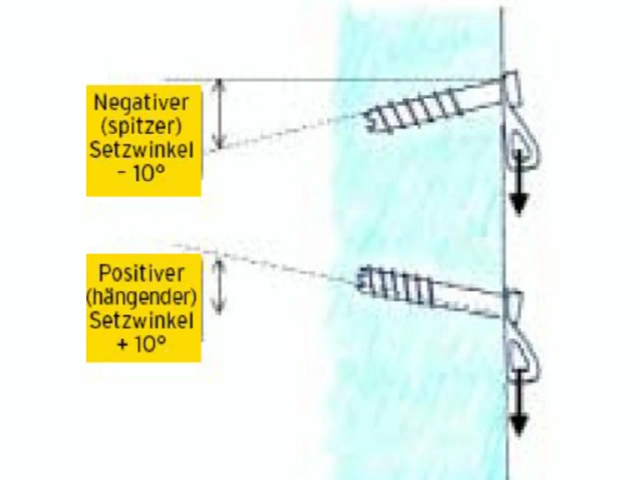 Negativer
(spitzer)
Setzwinkel
- 10°
Positiver
(hängender)
Setzwinkel
+ 10°